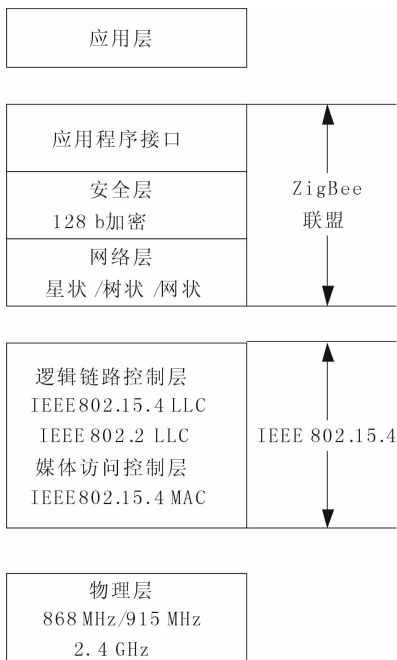 应用层
应用程序接口
安全层
128 b加密
网络层
星状/树状/网状
ZigBee
联盟
逻辑链路控制层
IEEE802.15.4 LLC
IEEE 802.2 LLC
媒体访问控制层
IEEE802.15.4 MAC
IEEE 802.15.4
物理层
868 MHz/915 MHz
2.4 GHz